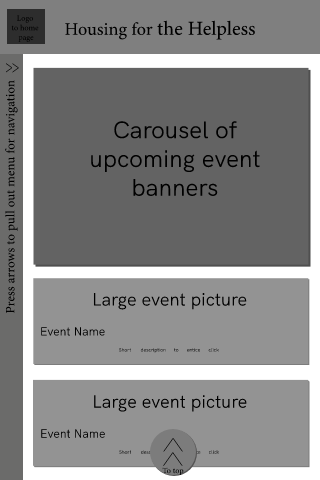 Logo
to home
page
Housing for the Helpless
>>
Press arrows to pull out menu for navigation
Carousel of
upcoming event
banners
Large event picture
Event Name
Short description to entice click
Large event picture
Event Name
Short click
To top